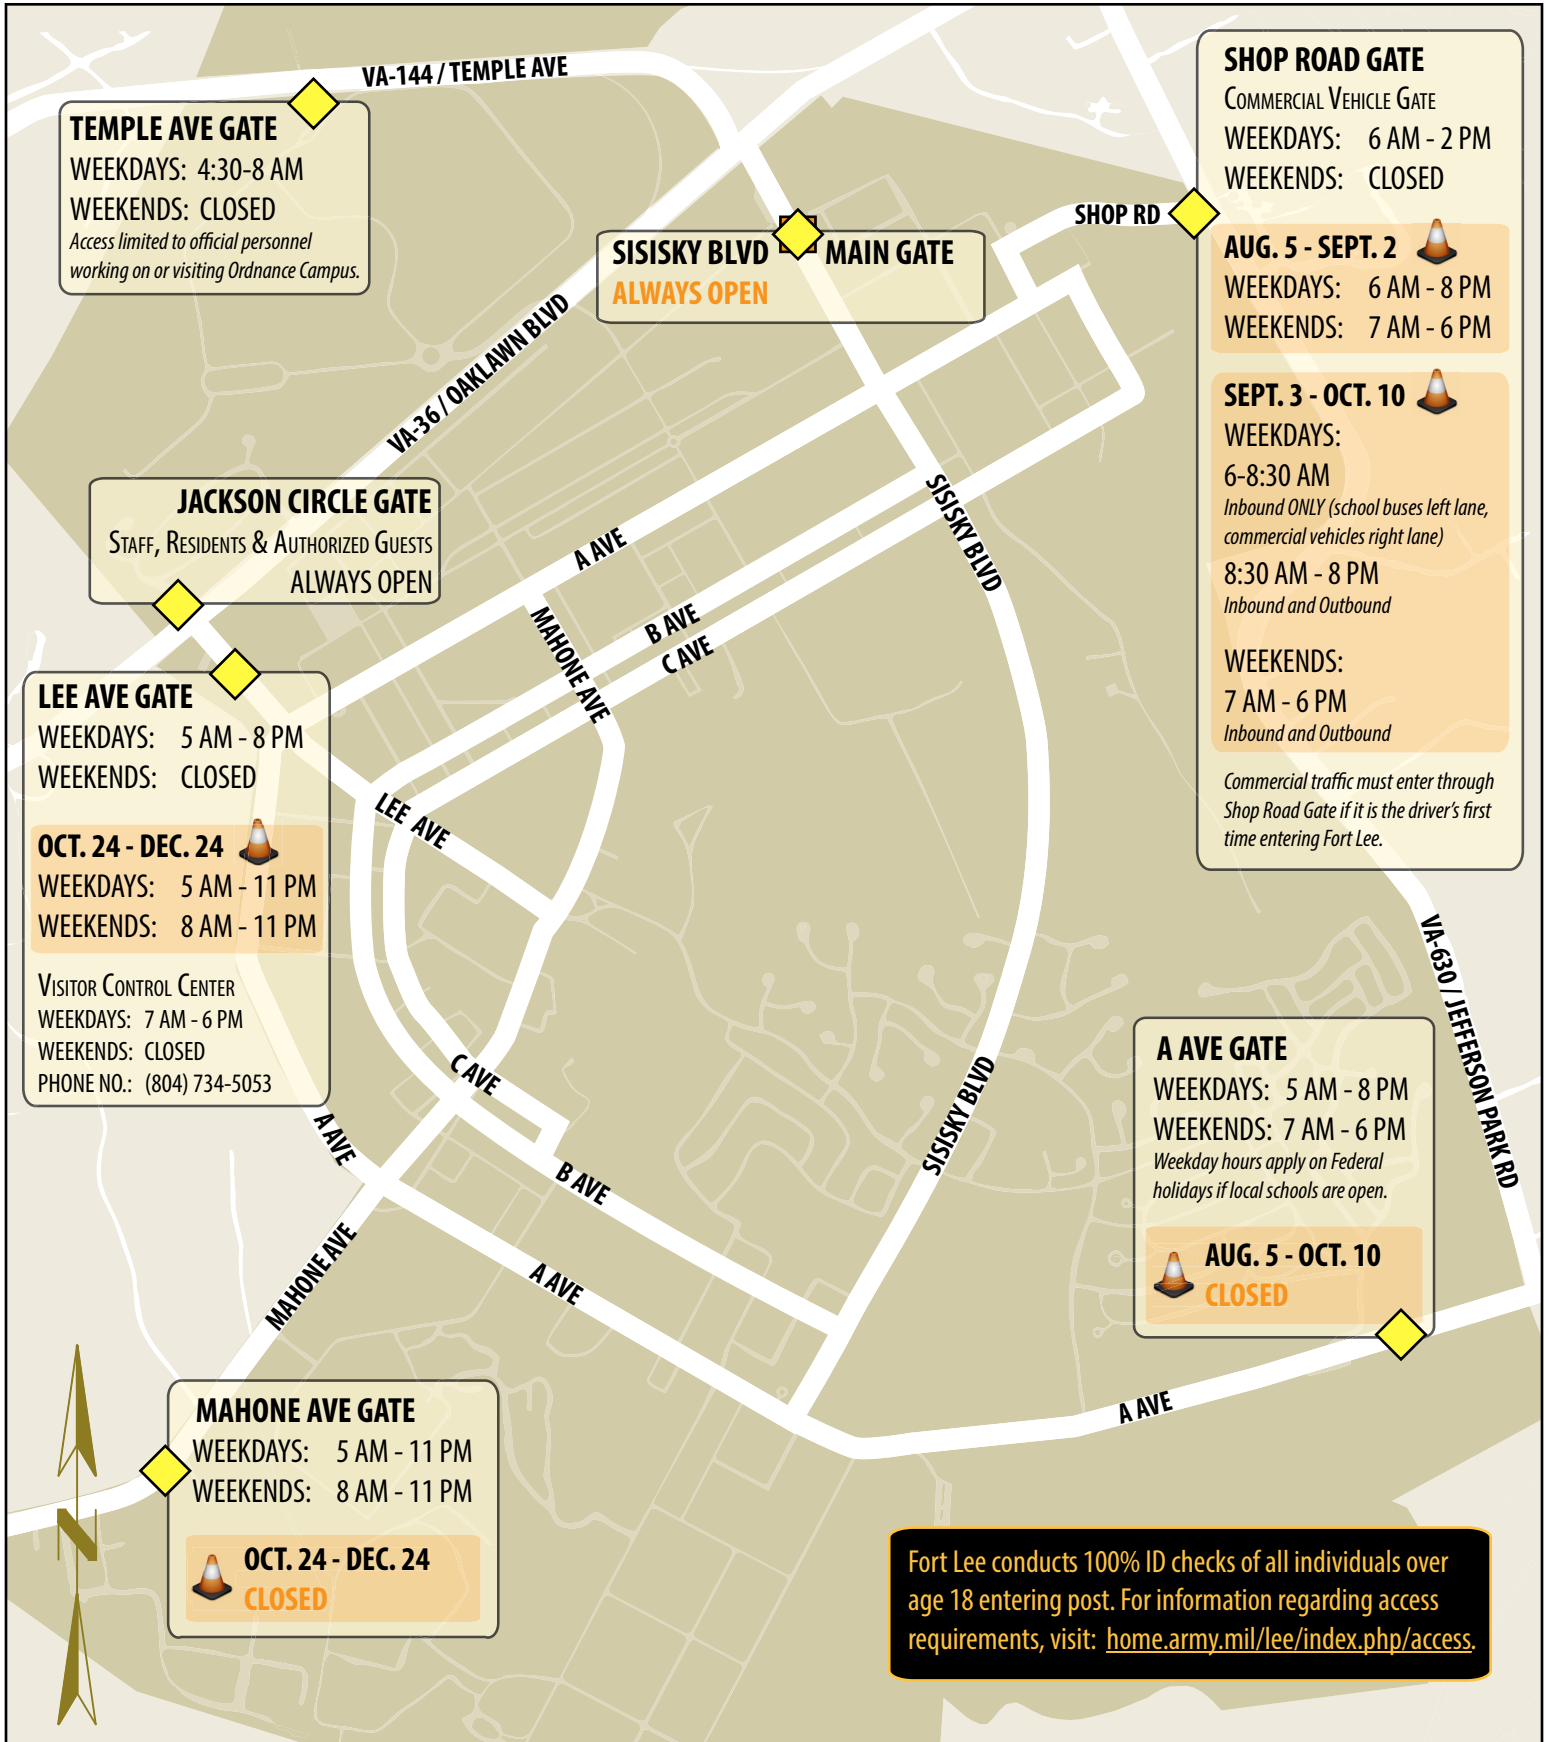 VA-144 / TEMPLE AVE
TEMPLE AVE GATE
WEEKDAYS: 4:30-8 AM
WEEKENDS: CLOSED
Access limited to official personnel
working on or visiting Ordnance Campus.
SISISKY BLVD MAIN GATE
ALWAYS OPEN
SHOP RD
SHOP ROAD GATE
COMMERCIAL VEHICLE GATE
WEEKDAYS: 6 AM - 2 PM
WEEKENDS: CLOSED
AUG. 5 - SEPT. 2
WEEKDAYS: 6 AM - 8 PM
WEEKENDS: 7 AM - 6 PM
SEPT. 3 - OCT. 10
WEEKDAYS:
6-8:30 AM
Inbound ONLY (school buses left lane,
commercial vehicles right lane)
8:30 AM - 8 PM
Inbound and Outbound
WEEKENDS:
7 AM - 6 PM
Inbound and Outbound
Commercial traffic must enter through
Shop Road Gate if it is the driver's first
time entering Fort Lee.
VA-36 / OAKLAWN BLVD
JACKSON CIRCLE GATE
STAFF, RESIDENTS & AUTHORIZED GUESTS
ALWAYS OPEN
A AVE
SISISKY BLVD
B AVE
C AVE
MAHONE AVE
LEE AVE GATE
WEEKDAYS: 5 AM - 8 PM
WEEKENDS: CLOSED
OCT. 24 - DEC. 24
WEEKDAYS: 5 AM - 11 PM
WEEKENDS: 8 AM - 11 PM
VISITOR CONTROL CENTER
WEEKDAYS: 7 AM - 6 PM
WEEKENDS: CLOSED
PHONE NO.: (804) 734-5053
LEE AVE
VA-630 / JEFFERSON PARK RD
A AVE GATE
WEEKDAYS: 5 AM - 8 PM
WEEKENDS: 7 AM - 6 PM
Weekday hours apply on Federal
holidays if local schools are open.
AUG. 5 - OCT. 10
CLOSED
C AVE
SISISKY BLVD
A AVE
B AVE
MAHONE AVE
A AVE
A AVE
MAHONE AVE GATE
WEEKDAYS: 5 AM - 11 PM
WEEKENDS: 8 AM - 11 PM
OCT. 24 - DEC. 24
CLOSED
N
Fort Lee conducts 100% ID checks of all individuals over
age 18 entering post. For information regarding access
requirements, visit: home.army.mil/lee/index.php/access.